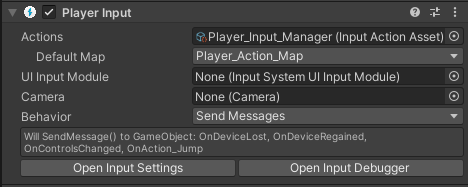 Player Input
Actions
Player_Input_Manager (Input Action Asset)
Default Map
Player_Action_Map
UI Input Module
None (Input System UI Input Module)
Camera
None (Camera)
Behavior
Send Messages
Will SendMessage() to GameObject: OnDeviceLost, OnDeviceRegained,
OnControlsChanged, OnAction_Jump
Open Input Settings
Open Input Debugger